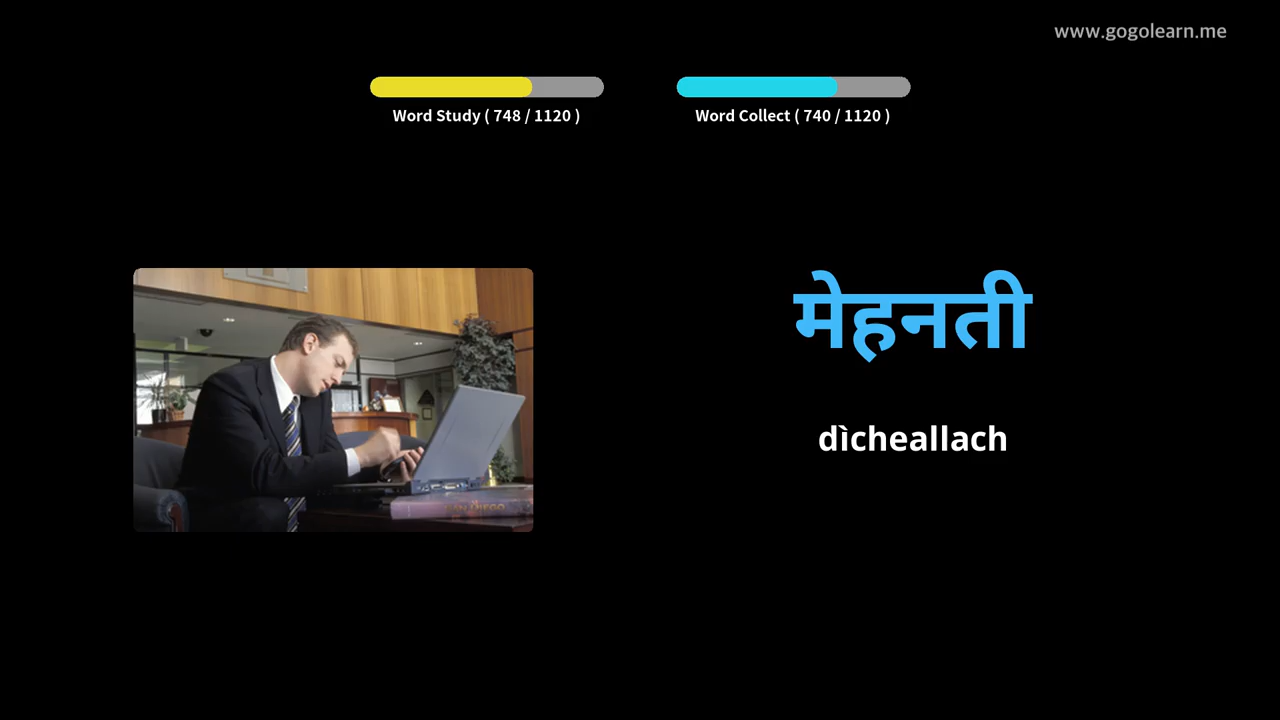 www.gogolearn.me
Word Study ( 748 / 1120 )
Word Collect ( 740 / 1120 )
मेहनती
dìcheallach